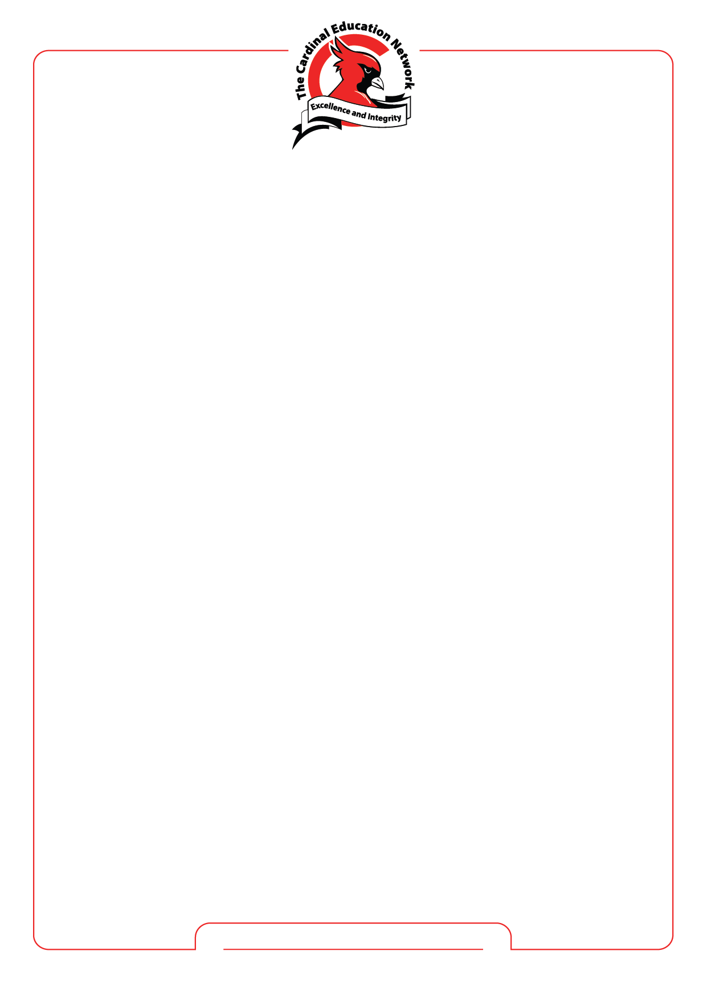 The Cardinal Education Network
Excellence and Integrity